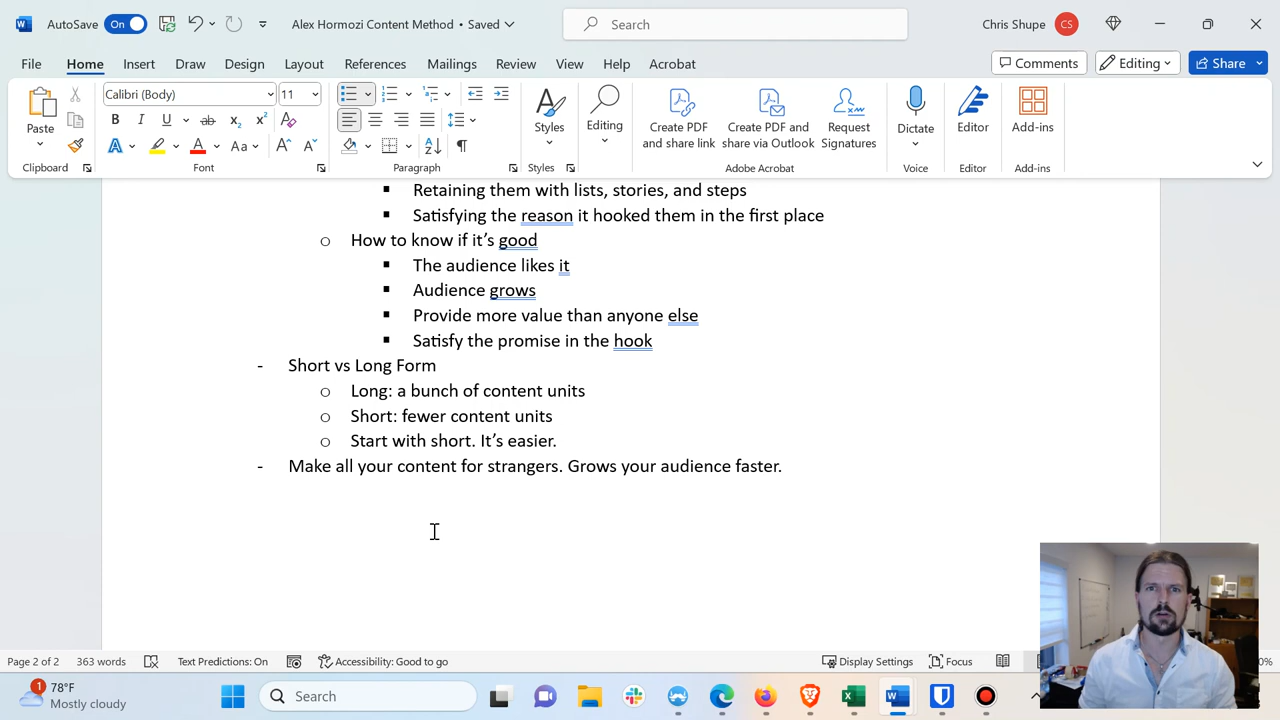 AutoSave On Alex Hormozi Content Method • Saved Search Chris Shupe CS
File Home Insert Draw Design Layout References Mailings Review View Help Acrobat Comments Editing Share
Calibri (Body) 11
Paste Styles Editing Create PDF and share link Create PDF and share via Outlook Request Signatures Dictate Editor Add-ins
Clipboard Font Paragraph Styles Adobe Acrobat Voice Editor Add-ins
▪ Retaining them with lists, stories, and steps
▪ Satisfying the reason it hooked them in the first place
o How to know if it’s good
▪ The audience likes it
▪ Audience grows
▪ Provide more value than anyone else
▪ Satisfy the promise in the hook
- Short vs Long Form
o Long: a bunch of content units
o Short: fewer content units
o Start with short. It’s easier.
- Make all your content for strangers. Grows your audience faster.
Page 2 of 2 363 words Text Predictions: On Accessibility: Good to go Display Settings Focus
1 78°F Search
Mostly cloudy